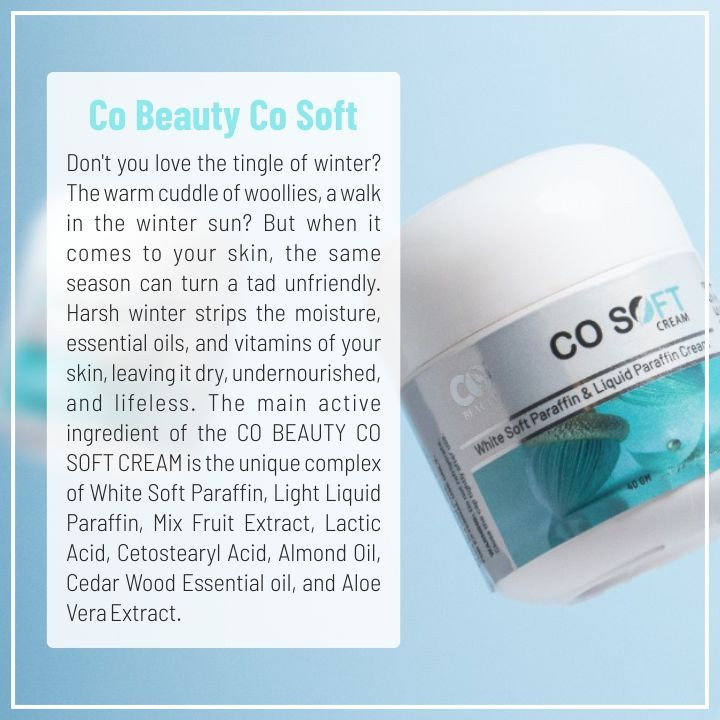 Co Beauty Co Soft
Don't you love the tingle of winter?
The warm cuddle of woollies, a walk
in the winter sun? But when it
comes to your skin, the same
season can turn a tad unfriendly.
Harsh winter strips the moisture,
essential oils, and vitamins of your
skin, leaving it dry, undernourished,
and lifeless. The main active
ingredient of the CO BEAUTY CO
SOFT CREAM is the unique complex
of White Soft Paraffin, Light Liquid
Paraffin, Mix Fruit Extract, Lactic
Acid, Cetostearyl Acid, Almond Oil,
Cedar Wood Essential oil, and Aloe
Vera Extract.
CO SOFT
CREAM
CO
BEAUTY
White Soft Paraffin & Liquid Paraffin Cream
40 GM